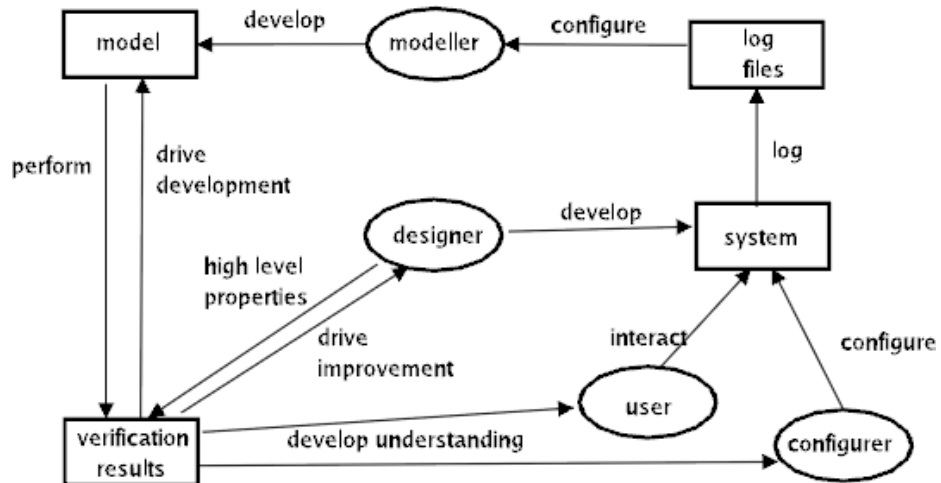 develop
configure
model
modeller
log
files
perform
drive
development
log
develop
designer
system
high level
properties
drive
improvement
interact
configure
user
verification
results
develop understanding
configurer